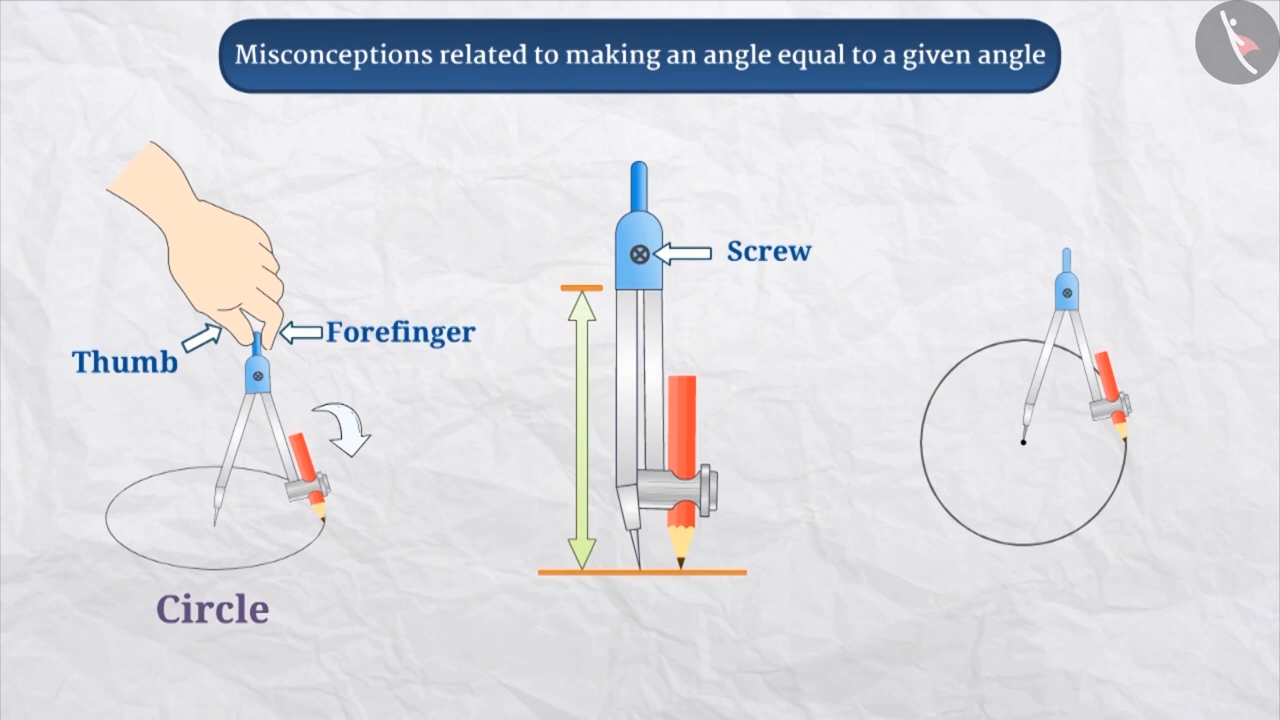 Misconceptions related to making an angle equal to a given angle
Screw
Forefinger
Thumb
Circle